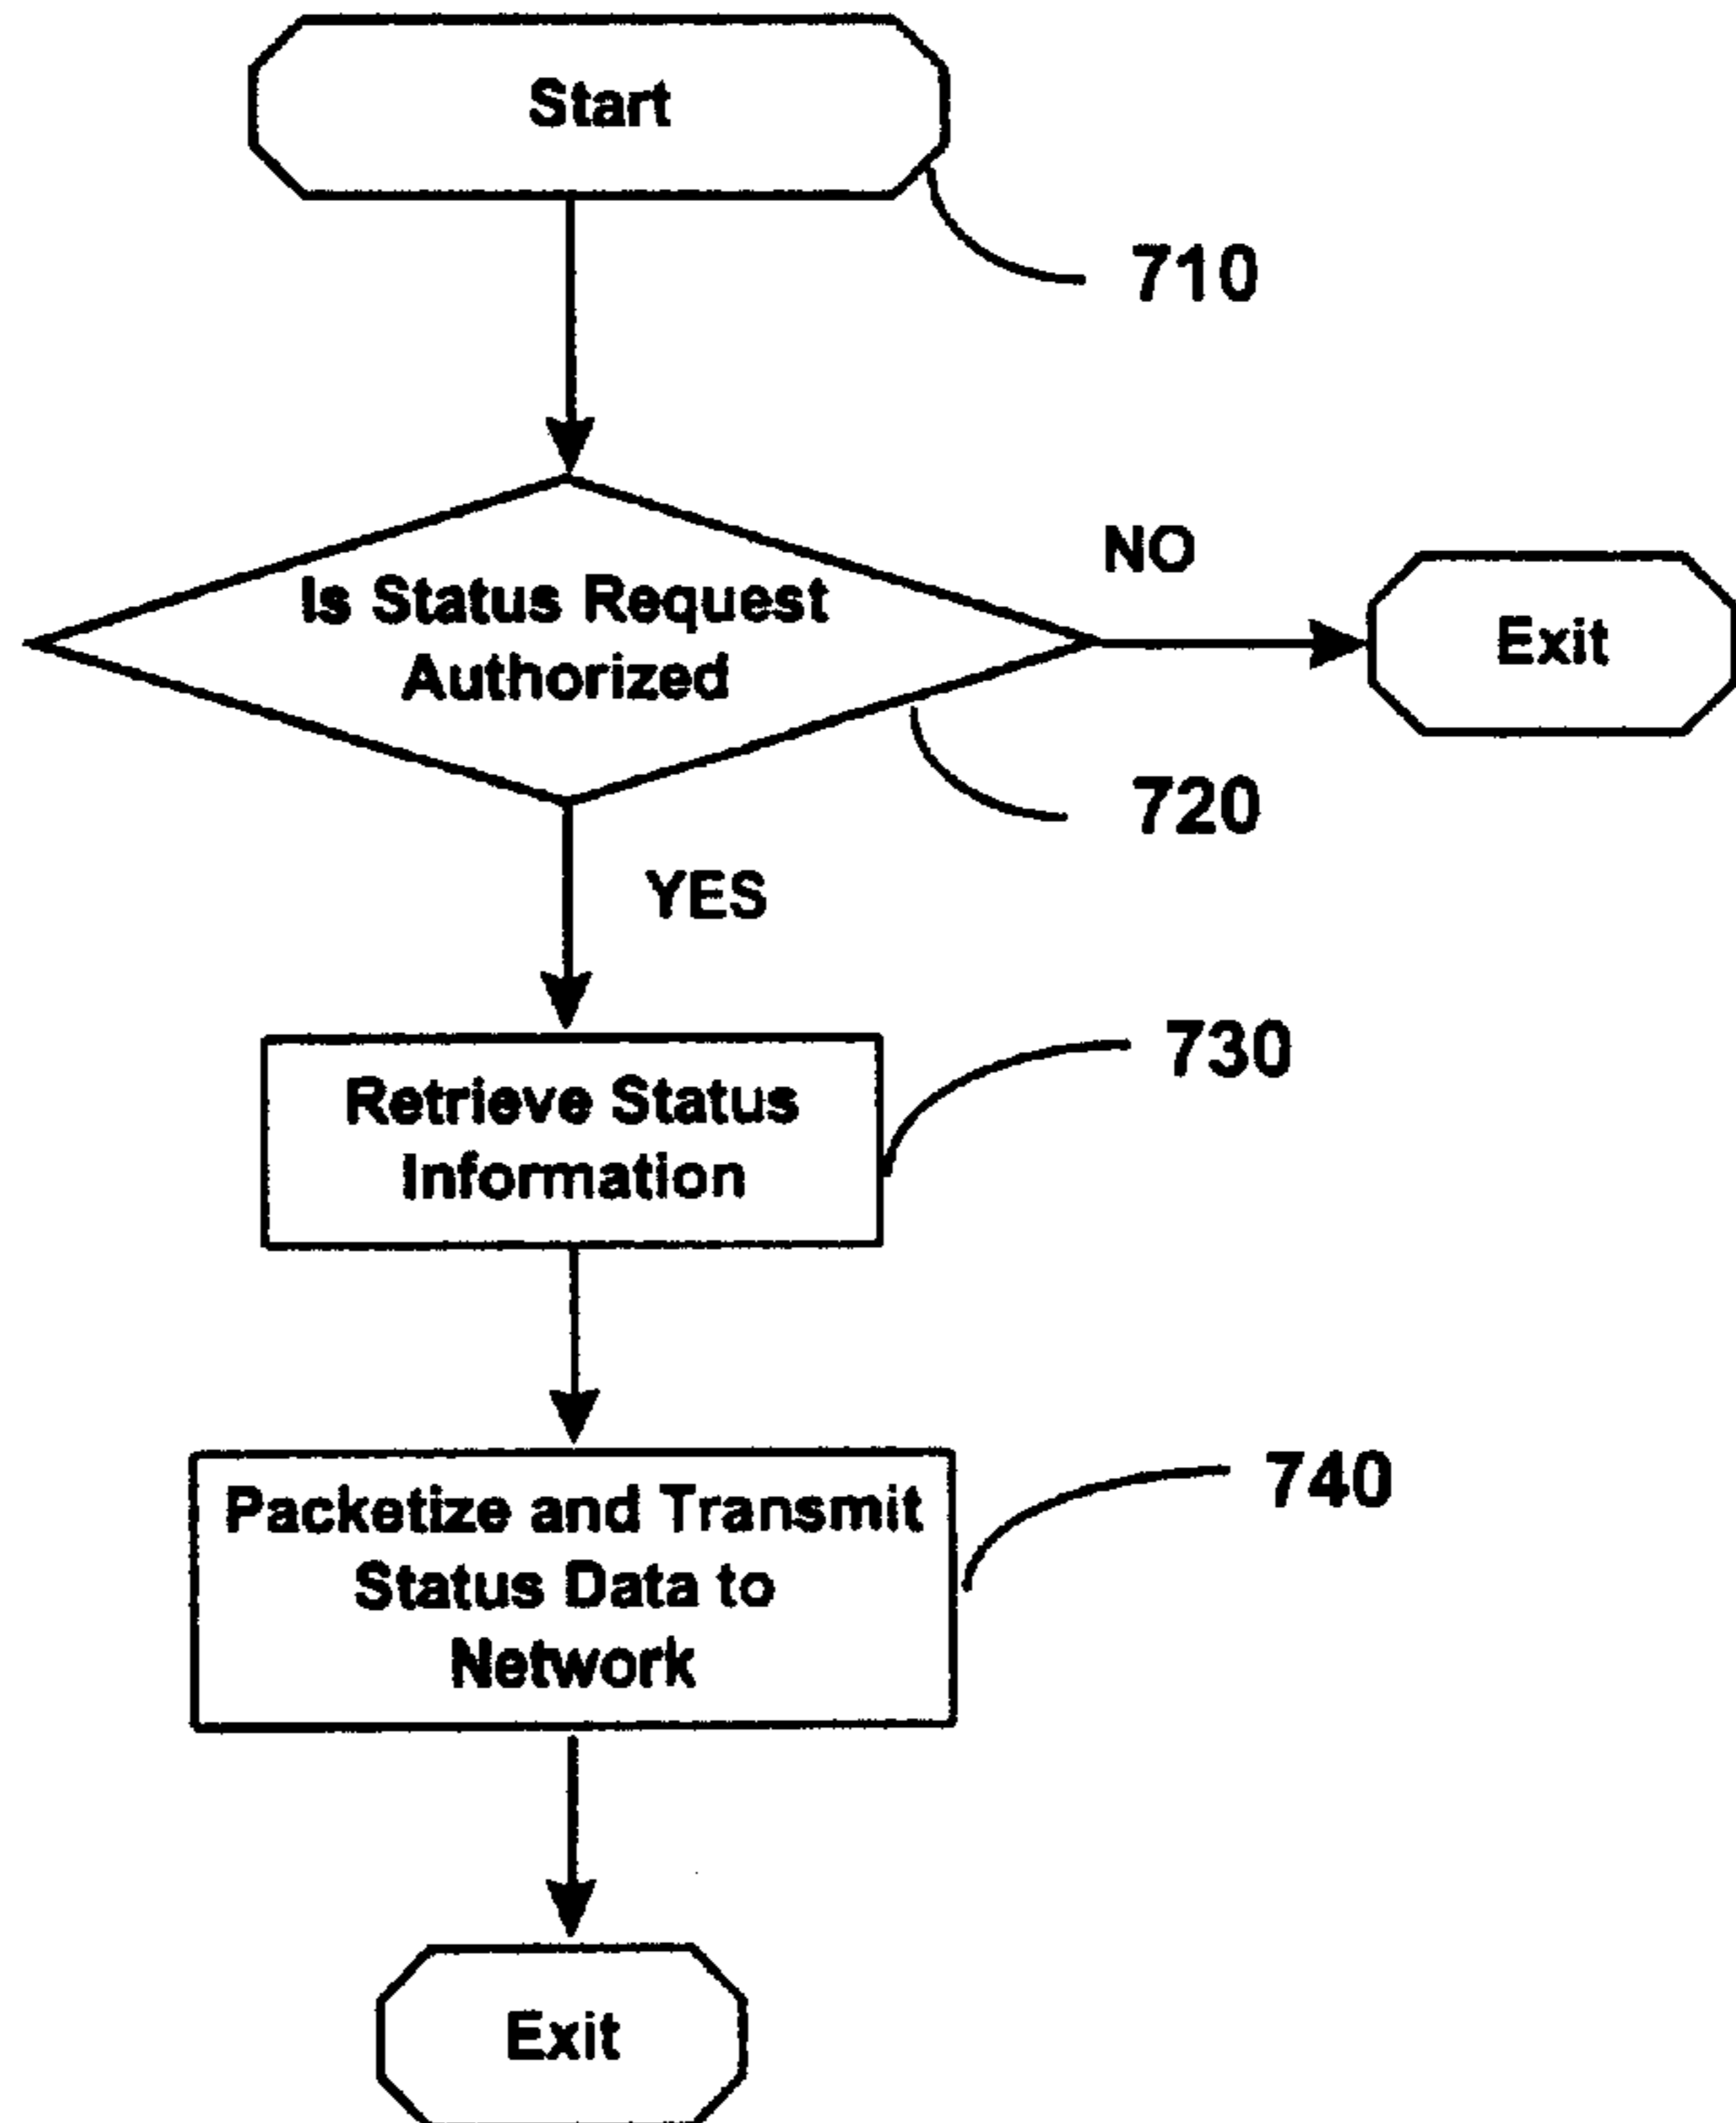 Start
710
Is Status Request
Authorized
NO
Exit
720
YES
730
Retrieve Status
Information
740
Packetize and Transmit
Status Data to
Network
Exit